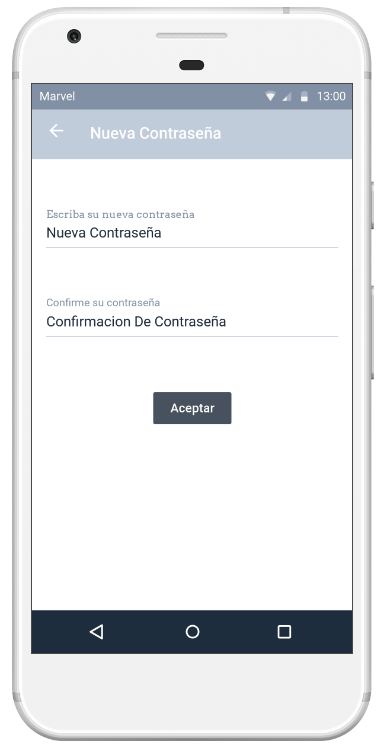 Marvel 13:00
Nueva Contraseña
Escriba su nueva contraseña
Nueva Contraseña
Confirme su contraseña
Confirmacion De Contraseña
Aceptar